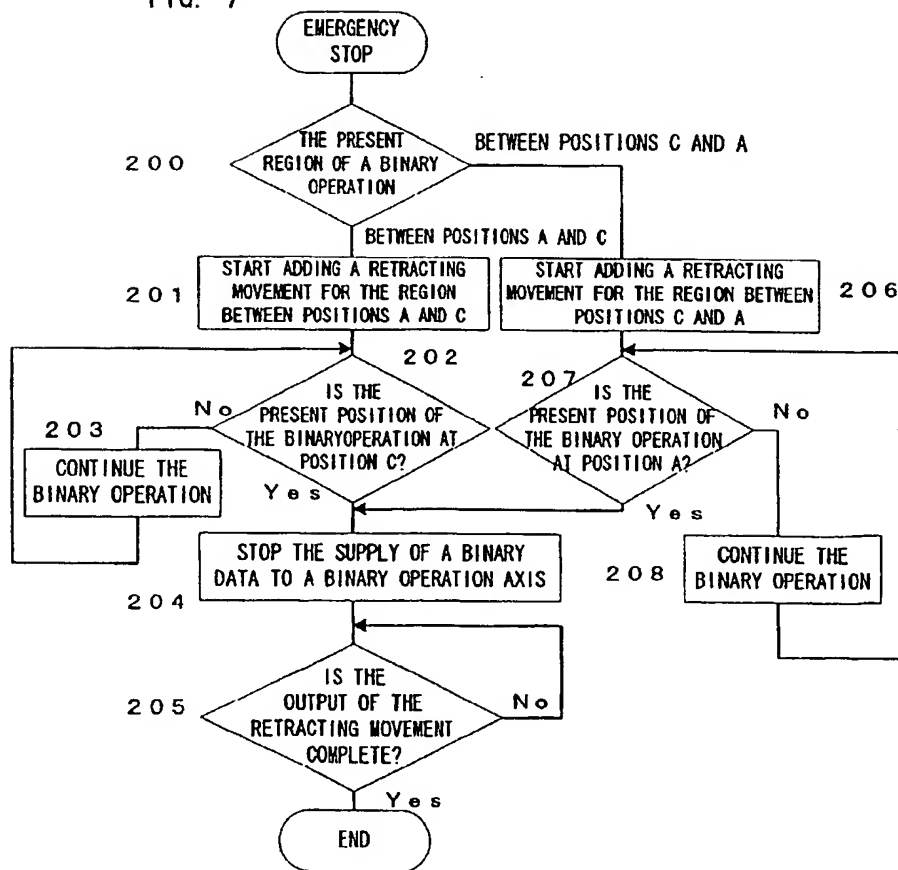 FIG. 7
EMERGENCY
STOP
200
THE PRESENT
REGION OF A BINARY
OPERATION
BETWEEN POSITIONS C AND A
BETWEEN POSITIONS A AND C
201
START ADDING A RETRACTING
MOVEMENT FOR THE REGION
BETWEEN POSITIONS A AND C
START ADDING A RETRACTING
MOVEMENT FOR THE REGION BETWEEN
POSITIONS C AND A
206
202
IS THE
PRESENT POSITION OF
THE BINARYOPERATION AT
POSITION C?
No
Yes
203
CONTINUE THE
BINARY OPERATION
207
IS THE
PRESENT POSITION OF
THE BINARY OPERATION
AT POSITION A?
No
Yes
204
STOP THE SUPPLY OF A BINARY
DATA TO A BINARY OPERATION AXIS
208
CONTINUE THE
BINARY OPERATION
205
IS THE
OUTPUT OF THE
RETRACTING MOVEMENT
COMPLETE?
No
Yes
END